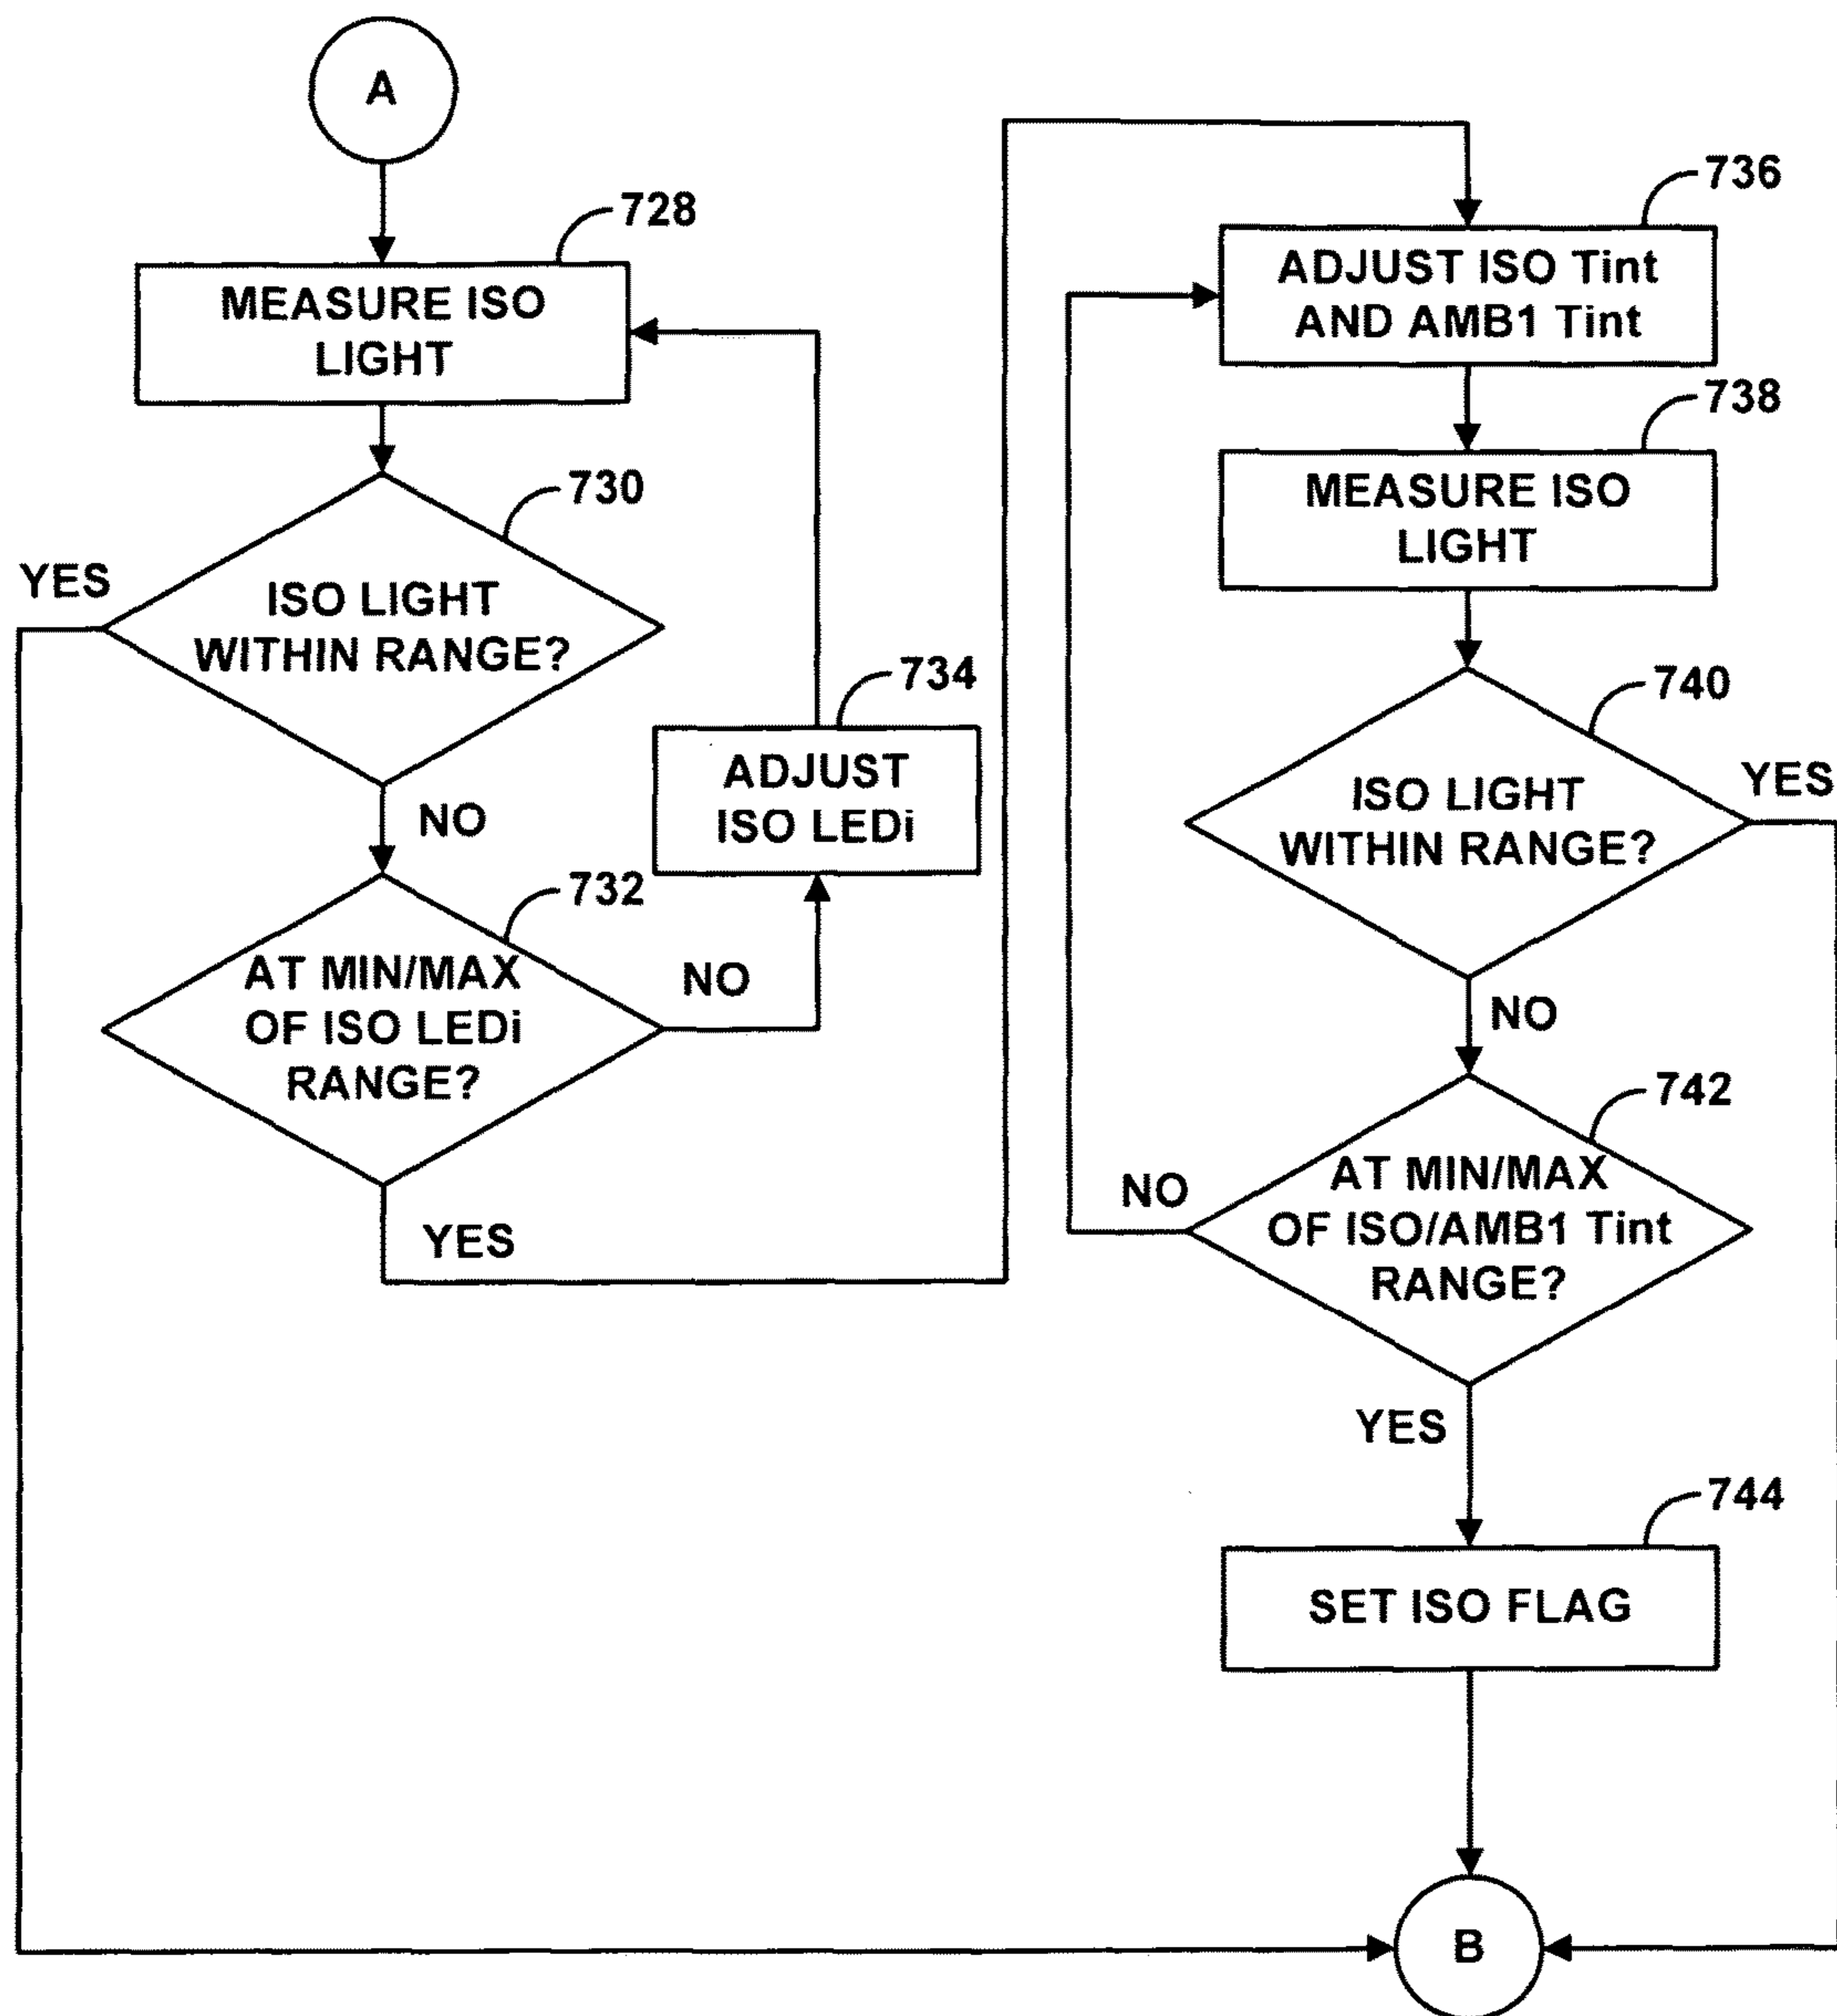 A
728
MEASURE ISO
LIGHT
730
YES
ISO LIGHT
WITHIN RANGE?
NO
734
ADJUST
ISO LEDi
732
AT MIN/MAX
OF ISO LEDi
RANGE?
NO
YES
736
ADJUST ISO Tint
AND AMB1 Tint
738
MEASURE ISO
LIGHT
740
ISO LIGHT
WITHIN RANGE?
YES
NO
742
AT MIN/MAX
OF ISO/AMB1 Tint
RANGE?
NO
YES
744
SET ISO FLAG
B